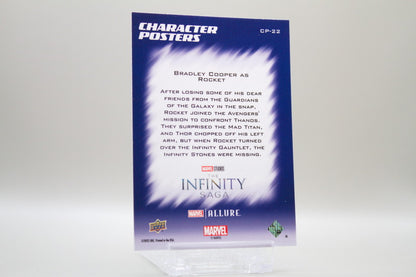 CHARACTER
POSTERS
CP-22
BRADLEY COOPER AS
ROCKET
AFTER LOSING SOME OF HIS DEAR
FRIENDS FROM THE GUARDIANS
OF THE GALAXY IN THE SNAP,
ROCKET JOINED THE AVENGERS'
MISSION TO CONFRONT THANOS.
THEY SURPRISED THE MAD TITAN,
AND THOR CHOPPED OFF HIS LEFT
ARM, BUT WHEN ROCKET TURNED
OVER THE INFINITY GAUNTLET, THE
INFINITY STONES WERE MISSING.
MARVEL STUDIOS
THE
INFINITY
SAGA
MARVEL ALLURE
MARVEL